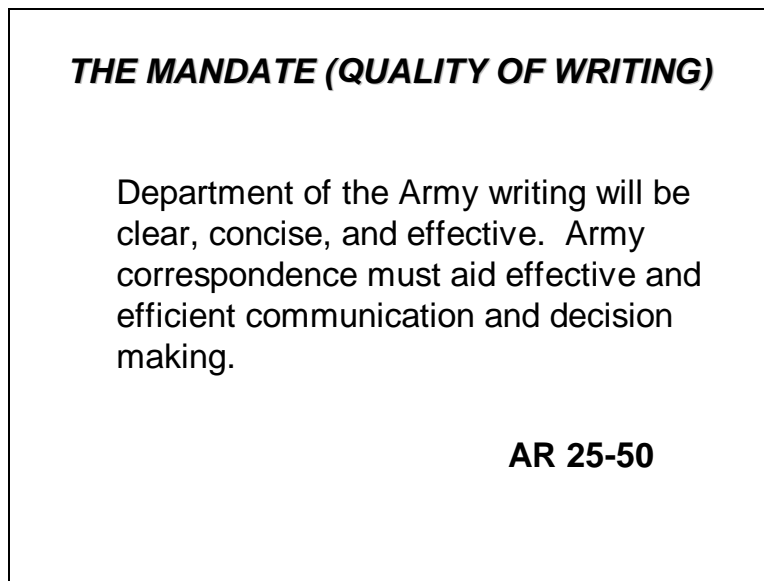 THE MANDATE (QUALITY OF WRITING)
Department of the Army writing will be
clear, concise, and effective.  Army
correspondence must aid effective and
efficient communication and decision
making.
AR 25-50